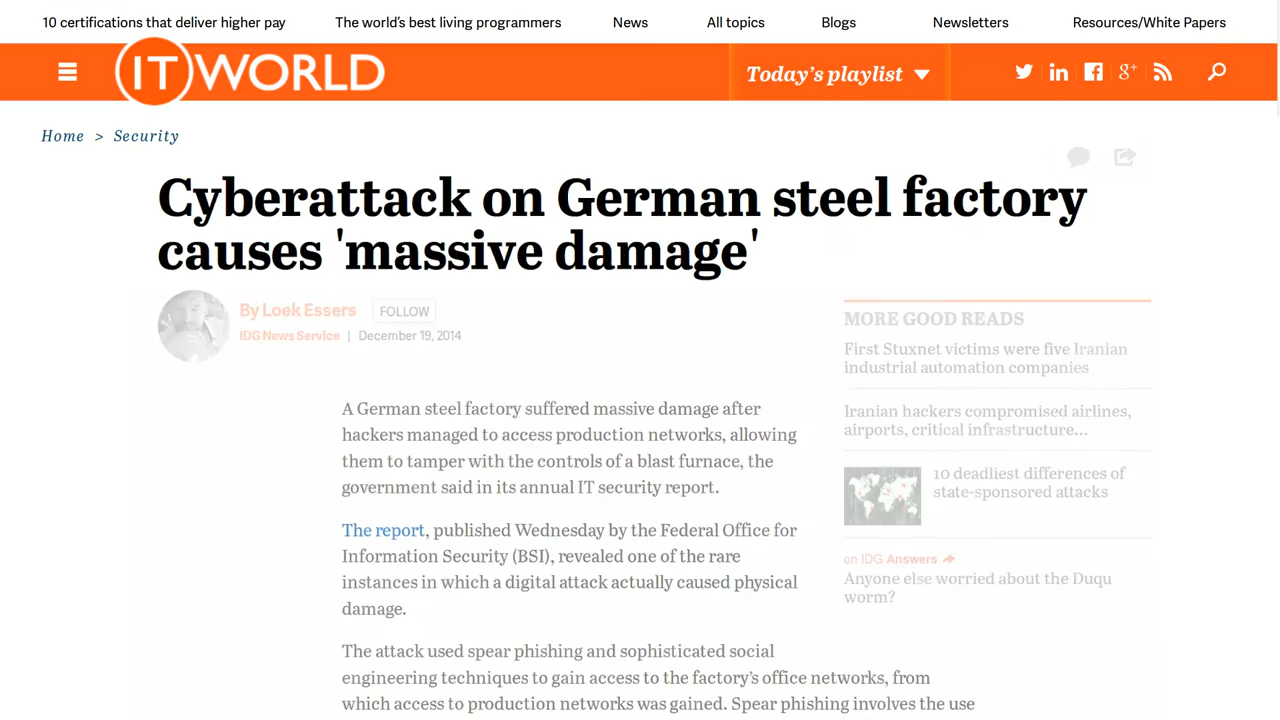 10 certifications that deliver higher pay The world's best living programmers News All topics Blogs Newsletters Resources/White Papers
ITWORLD Today's playlist
Home > Security
Cyberattack on German steel factory
causes 'massive damage'
By Loek Essers FOLLOW
IDG News Service | December 19, 2014
A German steel factory suffered massive damage after
hackers managed to access production networks, allowing
them to tamper with the controls of a blast furnace, the
government said in its annual IT security report.
The report, published Wednesday by the Federal Office for
Information Security (BSI), revealed one of the rare
instances in which a digital attack actually caused physical
damage.
The attack used spear phishing and sophisticated social
engineering techniques to gain access to the factory's office networks, from
which access to production networks was gained. Spear phishing involves the use
MORE GOOD READS
First Stuxnet victims were five Iranian
industrial automation companies
Iranian hackers compromised airlines,
airports, critical infrastructure...
10 deadliest differences of
state-sponsored attacks
on IDG Answers
Anyone else worried about the Duqu
worm?